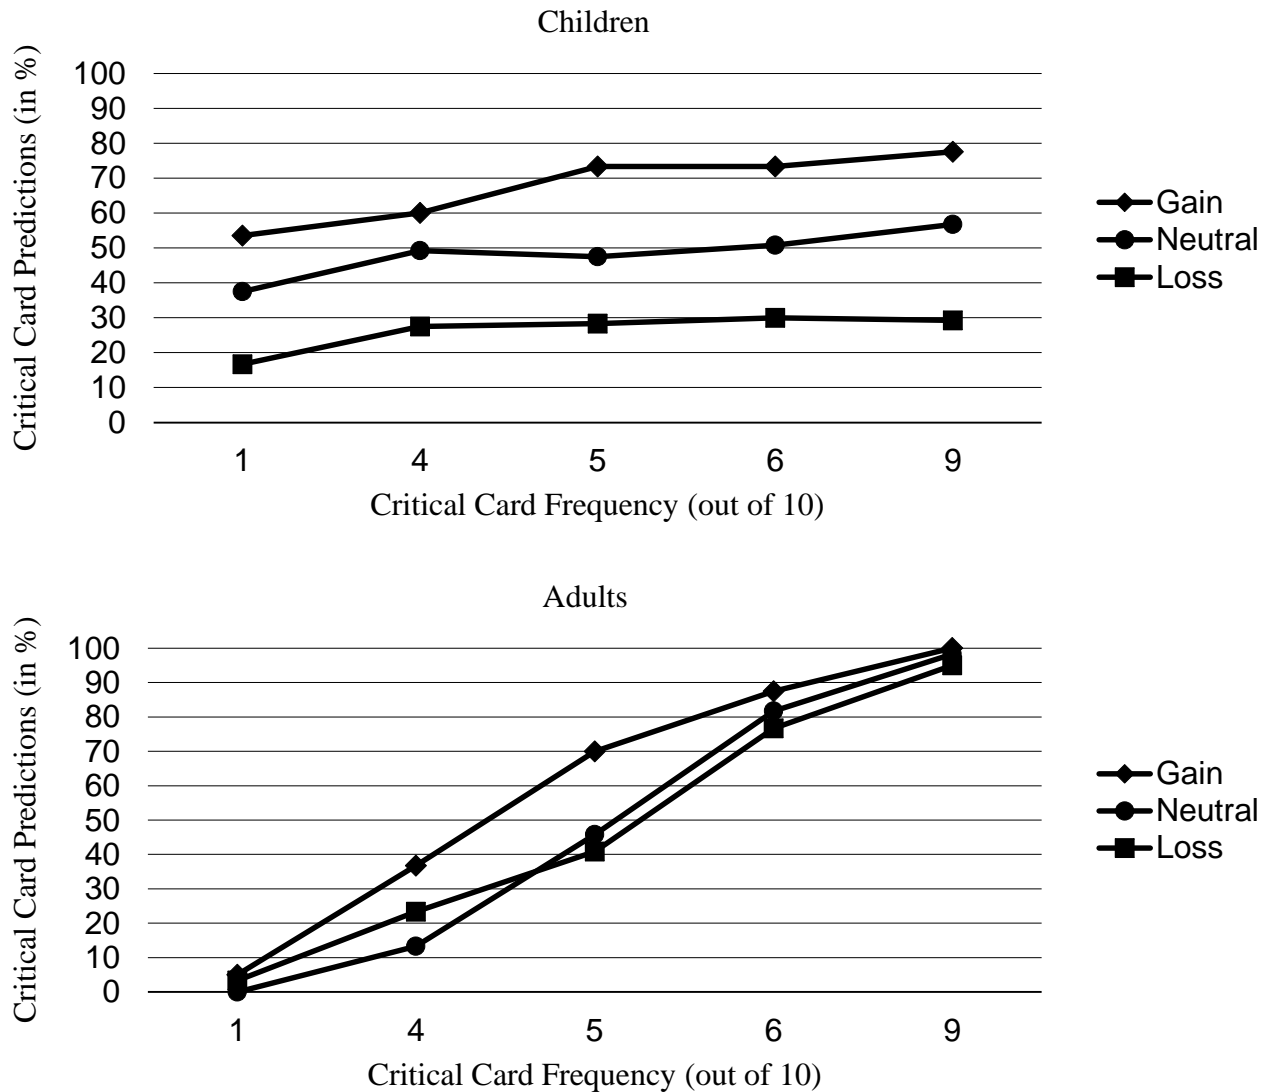 Children
Critical Card Predictions (in %)
100
90
80
70
60
50
40
30
20
10
0
1 4 5 6 9
Critical Card Frequency (out of 10)
Gain
Neutral
Loss
Adults
Critical Card Predictions (in %)
100
90
80
70
60
50
40
30
20
10
0
1 4 5 6 9
Critical Card Frequency (out of 10)
Gain
Neutral
Loss